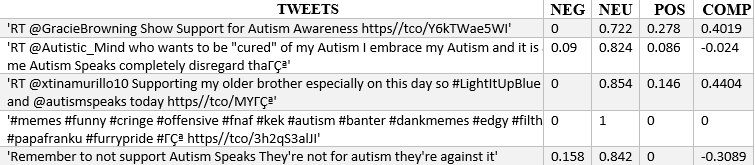 TWEETS NEG NEU POS COMP
'RT @GracieBrowning Show Support for Autism Awareness https//tco/Y6kTWae5WI' 0 0.722 0.278 0.4019
'RT @Autistic_Mind who wants to be "cured" of my Autism I embrace my Autism and it is 0.09 0.824 0.086 -0.024
me Autism Speaks completely disregard thaΓÇª'
'RT @xtinamurillo10 Supporting my older brother especially on this day so #LightItUpBlue 0 0.854 0.146 0.4404
and @autismspeaks today https//tco/MYΓÇª'
'#memes #funny #cringe #offensive #fnaf #kek #autism #banter #dankmemes #edgy #filth 0 1 0 0
#papafranku #furrypride #ΓÇª https//tco/3h2qS3alJI'
'Remember to not support Autism Speaks They're not for autism they're against it' 0.158 0.842 0 -0.3089